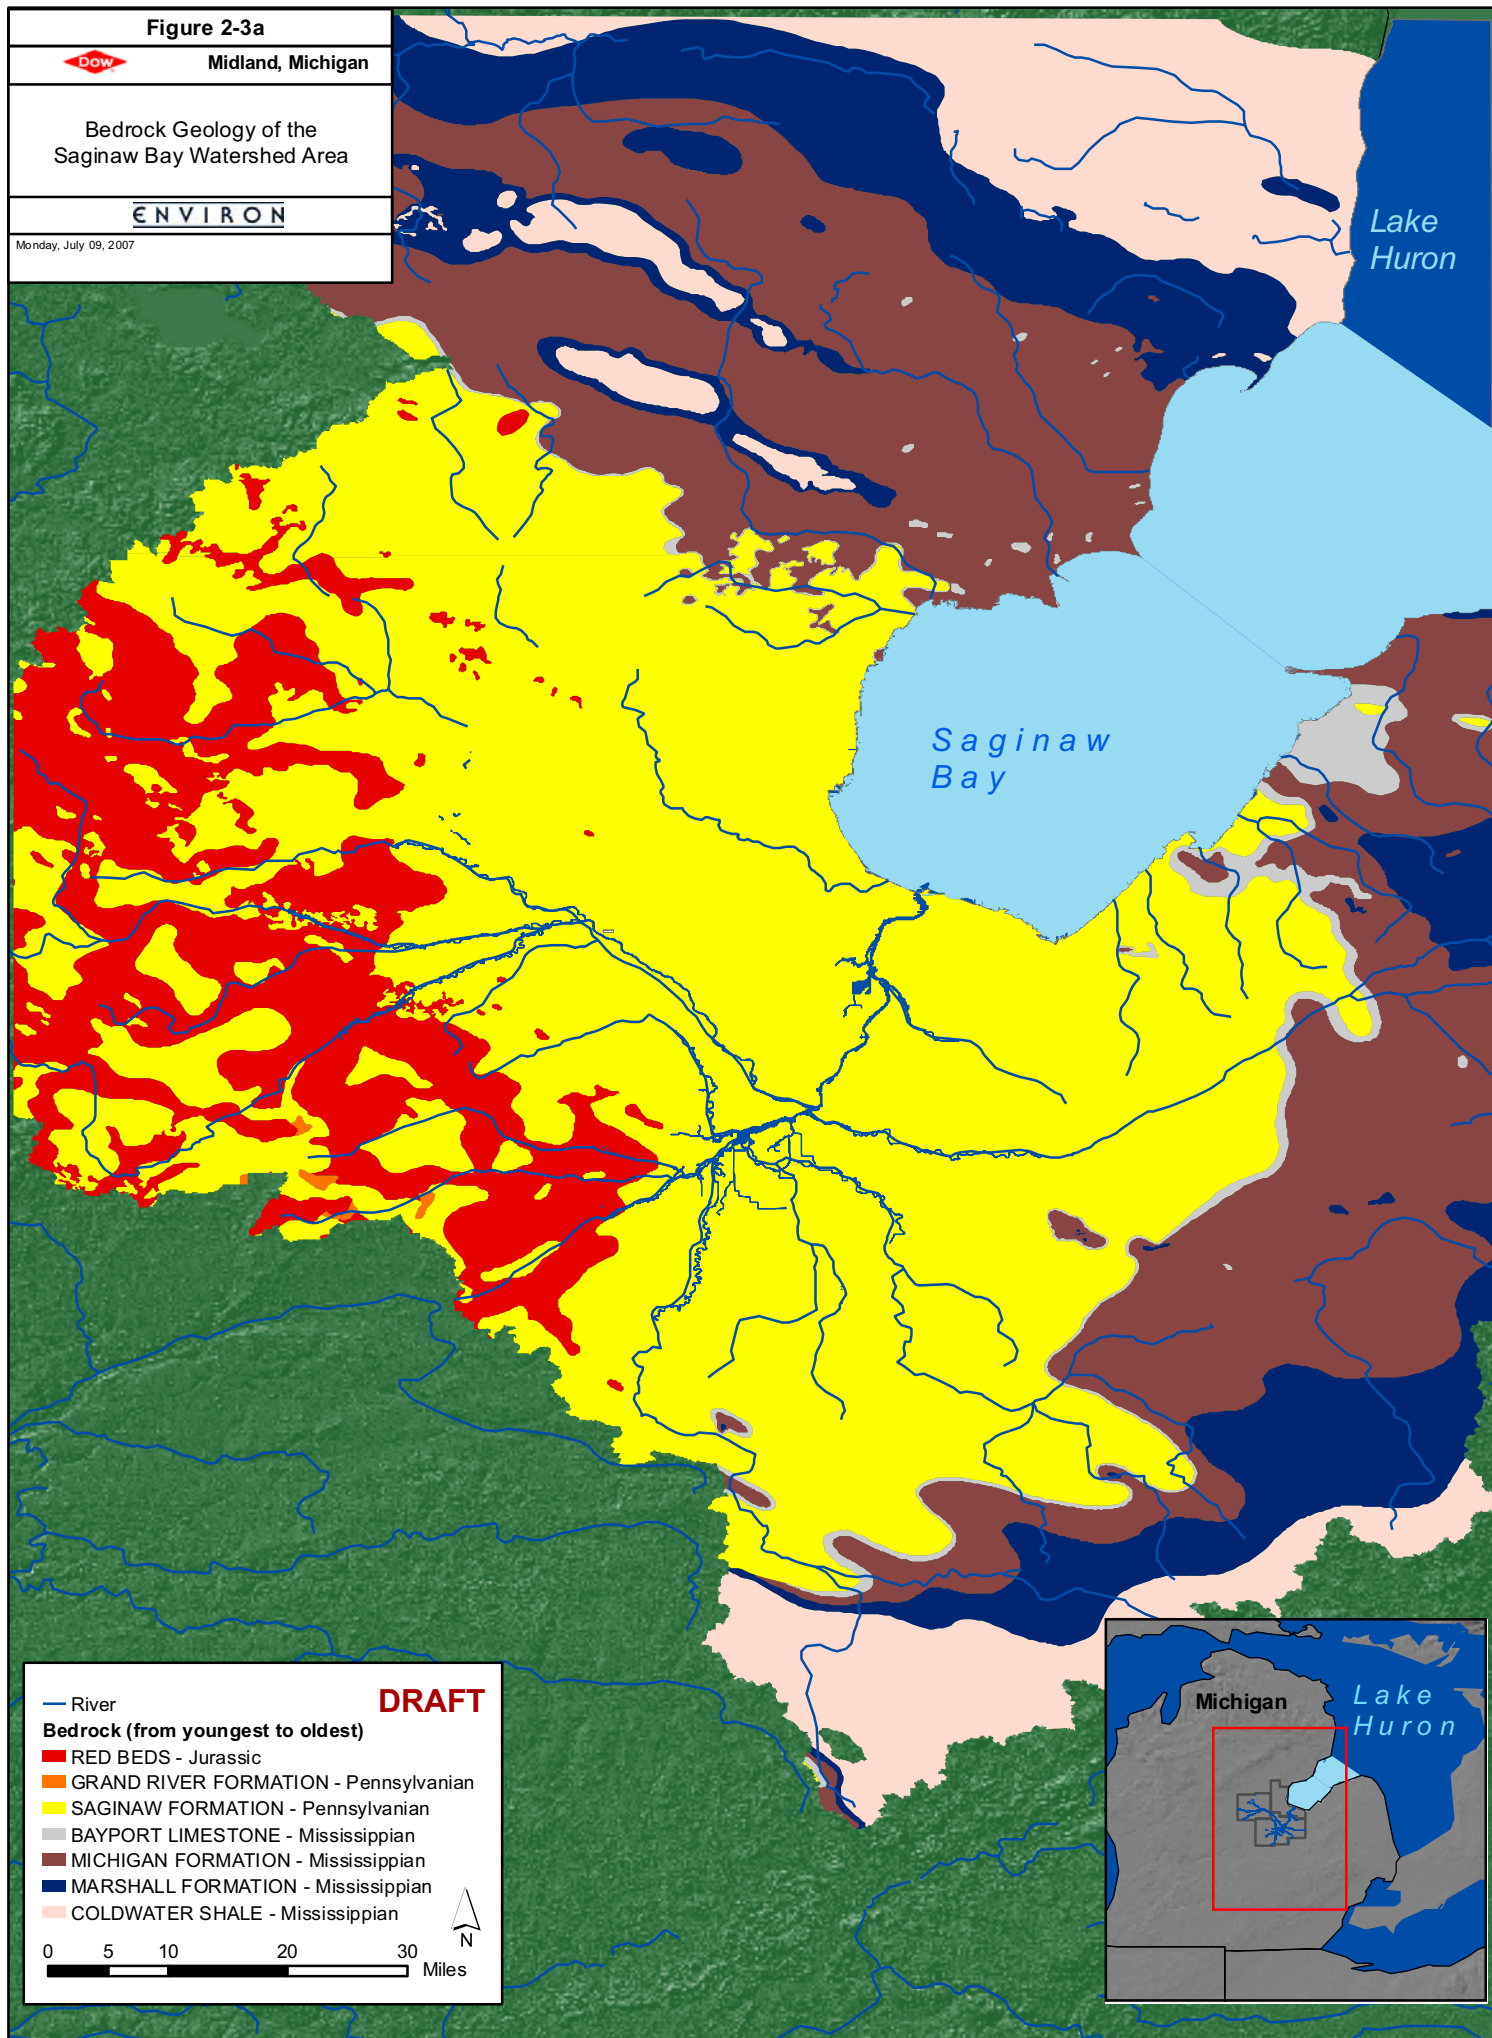 Figure 2-3a
DOW
Midland, Michigan
Bedrock Geology of the
Saginaw Bay Watershed Area
ENVIRON
Monday, July 09, 2007
Lake
Huron
Saginaw
Bay
River
DRAFT
Bedrock (from youngest to oldest)
RED BEDS - Jurassic
GRAND RIVER FORMATION - Pennsylvanian
SAGINAW FORMATION - Pennsylvanian
BAYPORT LIMESTONE - Mississippian
MICHIGAN FORMATION - Mississippian
MARSHALL FORMATION - Mississippian
COLDWATER SHALE - Mississippian
N
0 5 10 20 30
Miles
Michigan
Lake
Huron